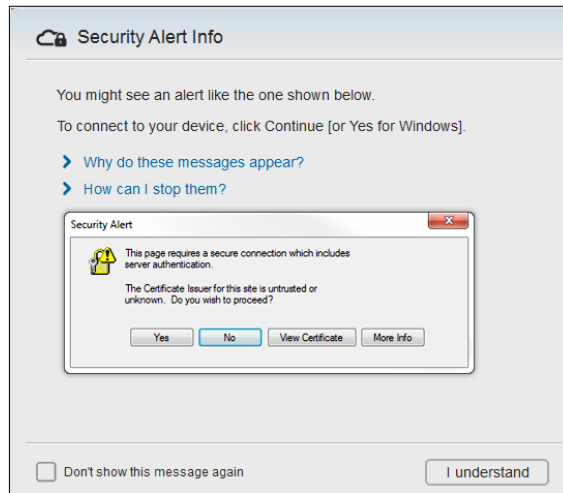 Security Alert Info
You might see an alert like the one shown below.
To connect to your device, click Continue [or Yes for Windows].
Why do these messages appear?
How can I stop them?
Security Alert
This page requires a secure connection which includes
server authentication.
The Certificate Issuer for this site is untrusted or
unknown. Do you wish to proceed?
Yes No View Certificate More Info
Don't show this message again
I understand